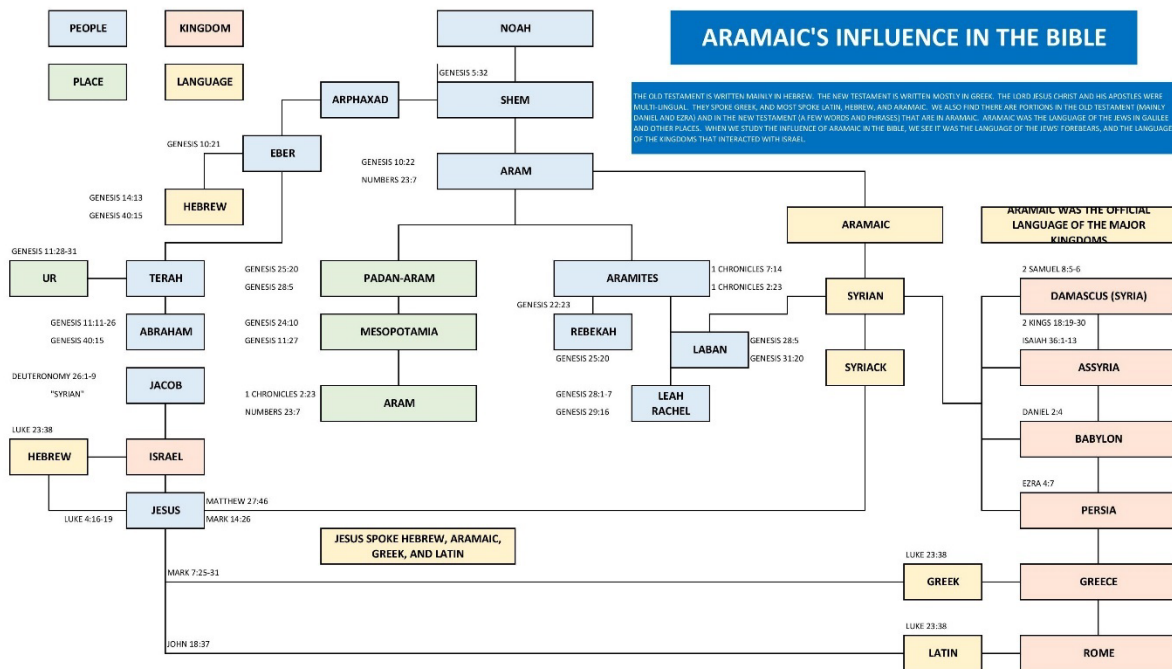 PEOPLE
KINGDOM
PLACE
LANGUAGE
NOAH
GENESIS 5:32
SHEM
ARPHAXAD
ARAMAIC'S INFLUENCE IN THE BIBLE
THE OLD TESTAMENT IS WRITTEN MAINLY IN HEBREW. THE NEW TESTAMENT IS WRITTEN MOSTLY IN GREEK. THE LORD JESUS CHRIST AND HIS APOSTLES WERE
MULTI-LINGUAL. THEY SPOKE GREEK, AND MOST SPOKE LATIN, HEBREW, AND ARAMAIC. WE ALSO FIND THERE ARE PORTIONS IN THE OLD TESTAMENT (MAINLY
DANIEL AND EZRA) AND IN THE NEW TESTAMENT (A FEW WORDS AND PHRASES) THAT ARE IN ARAMAIC. ARAMAIC WAS THE LANGUAGE OF THE JEWS IN GALILEE
AND OTHER PLACES. WHEN WE STUDY THE INFLUENCE OF ARAMAIC IN THE BIBLE, WE SEE IT WAS THE LANGUAGE OF THE JEWS' FOREBEARS, AND THE LANGUAGE
OF THE KINGDOMS THAT INTERACTED WITH ISRAEL.
GENESIS 10:21
EBER
GENESIS 10:22
NUMBERS 23:7
ARAM
GENESIS 14:13
GENESIS 40:15
HEBREW
ARAMAIC
ARAMAIC WAS THE OFFICIAL
LANGUAGE OF THE MAJOR
KINGDOMS
GENESIS 11:28-31
UR
TERAH
GENESIS 25:20
GENESIS 28:5
PADAN-ARAM
ARAMITES
1 CHRONICLES 7:14
1 CHRONICLES 2:23
SYRIAN
2 SAMUEL 8:5-6
DAMASCUS (SYRIA)
GENESIS 11:11-26
GENESIS 40:15
ABRAHAM
GENESIS 24:10
GENESIS 11:27
MESOPOTAMIA
GENESIS 22:23
REBEKAH
GENESIS 25:20
LABAN
GENESIS 28:5
GENESIS 31:20
SYRIACK
2 KINGS 18:19-30
ISAIAH 36:1-13
ASSYRIA
DEUTERONOMY 26:1-9
"SYRIAN"
JACOB
1 CHRONICLES 2:23
NUMBERS 23:7
ARAM
GENESIS 28:1-7
GENESIS 29:16
LEAH
RACHEL
DANIEL 2:4
BABYLON
LUKE 23:38
HEBREW
ISRAEL
EZRA 4:7
PERSIA
LUKE 4:16-19
JESUS
MATTHEW 27:46
MARK 14:26
JESUS SPOKE HEBREW, ARAMAIC,
GREEK, AND LATIN
MARK 7:25-31
LUKE 23:38
GREEK
GREECE
JOHN 18:37
LUKE 23:38
LATIN
ROME